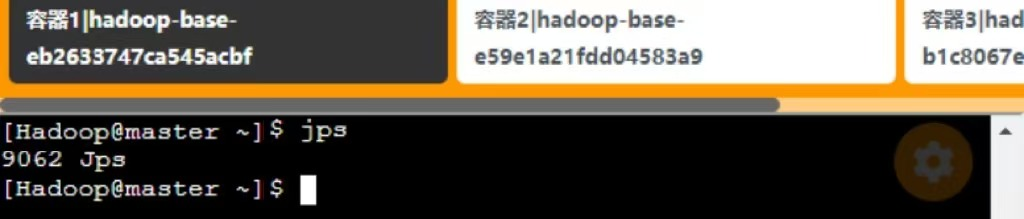 容器1|hadoop-base-
eb2633747ca545acbf
容器2|hadoop-base-
e59e1a21fdd04583a9
容器3|had
b1c8067e
[Hadoop@master ~]$ jps
9062 Jps
[Hadoop@master ~]$